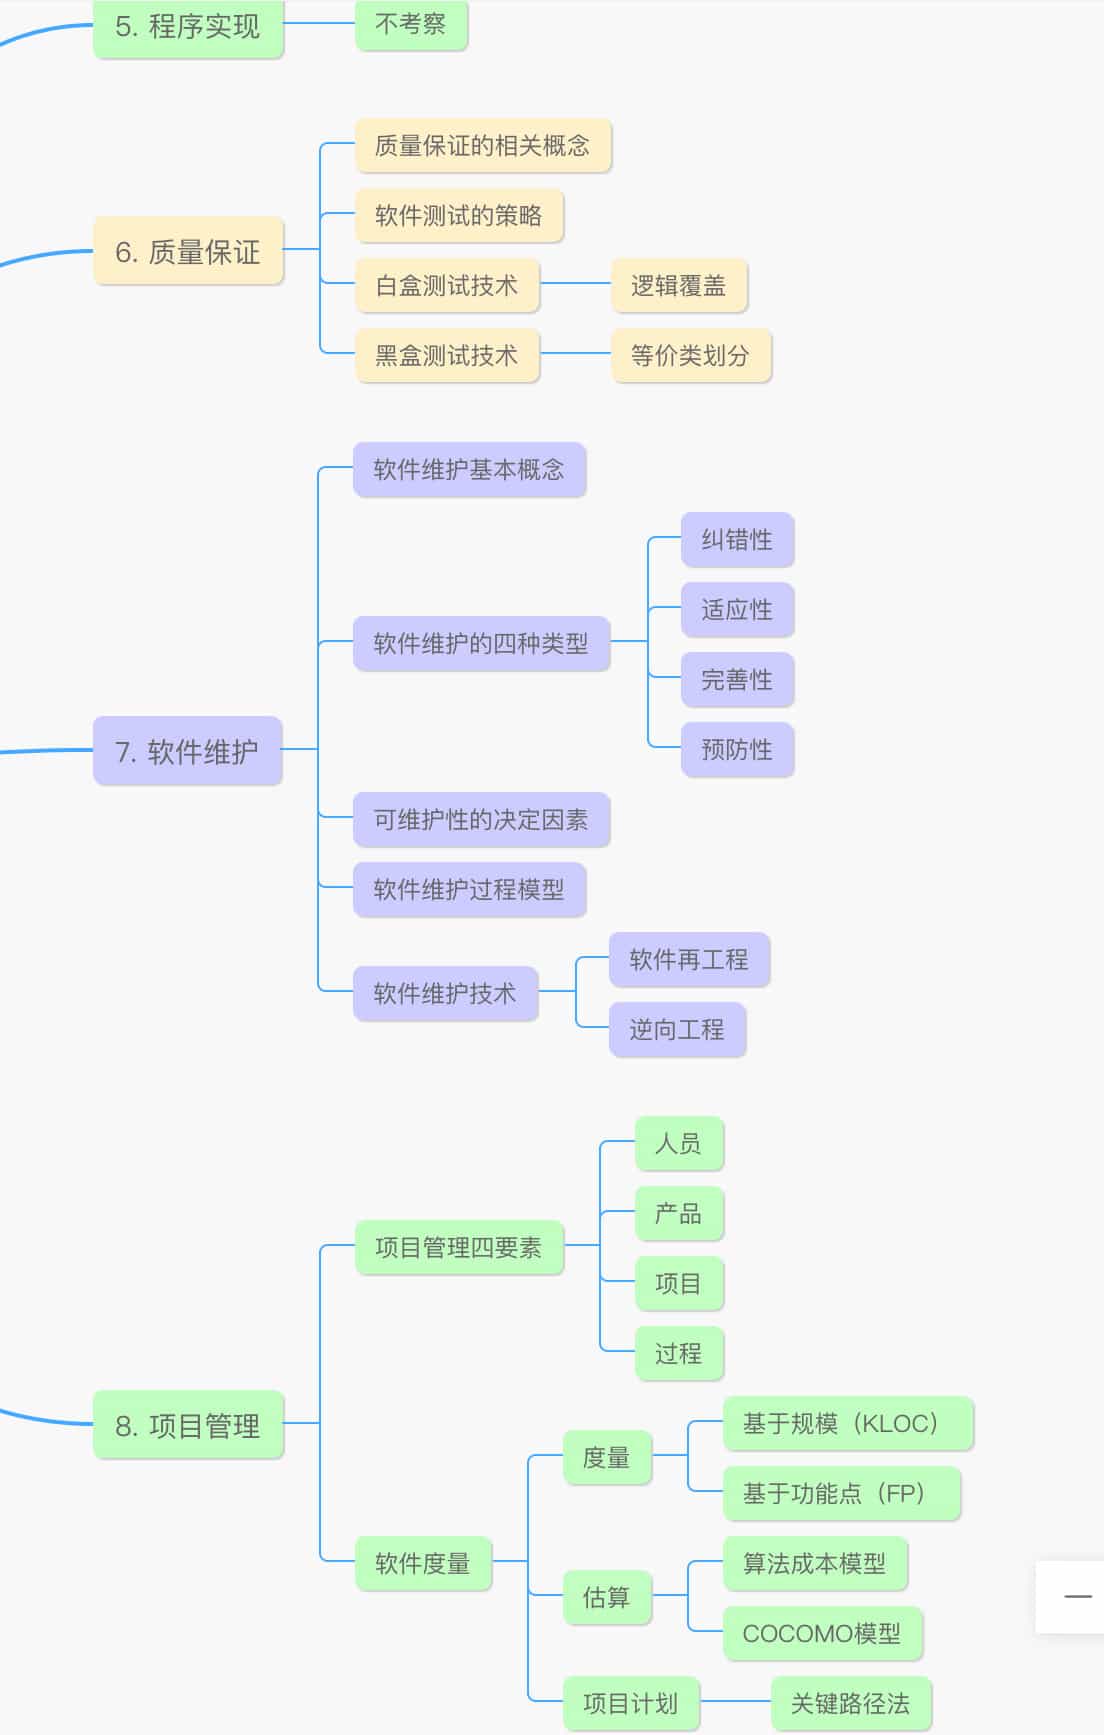 5. 程序实现
不考察
6. 质量保证
质量保证的相关概念
软件测试的策略
白盒测试技术
逻辑覆盖
黑盒测试技术
等价类划分
7. 软件维护
软件维护基本概念
软件维护的四种类型
纠错性
适应性
完善性
预防性
可维护性的决定因素
软件维护过程模型
软件维护技术
软件再工程
逆向工程
8. 项目管理
项目管理四要素
人员
产品
项目
过程
软件度量
度量
基于规模（KLOC）
基于功能点（FP）
估算
算法成本模型
COCOMO模型
项目计划
关键路径法